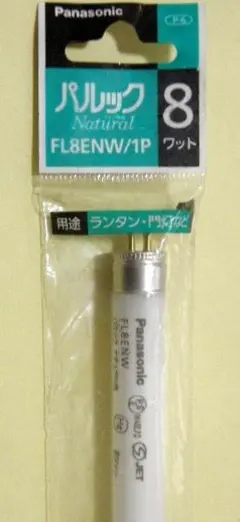 Panasonic
パルック
Natural
FL8ENW/1P
8
ワット
用途
ランタン・門灯など
Panasonic
FL8ENW
JET